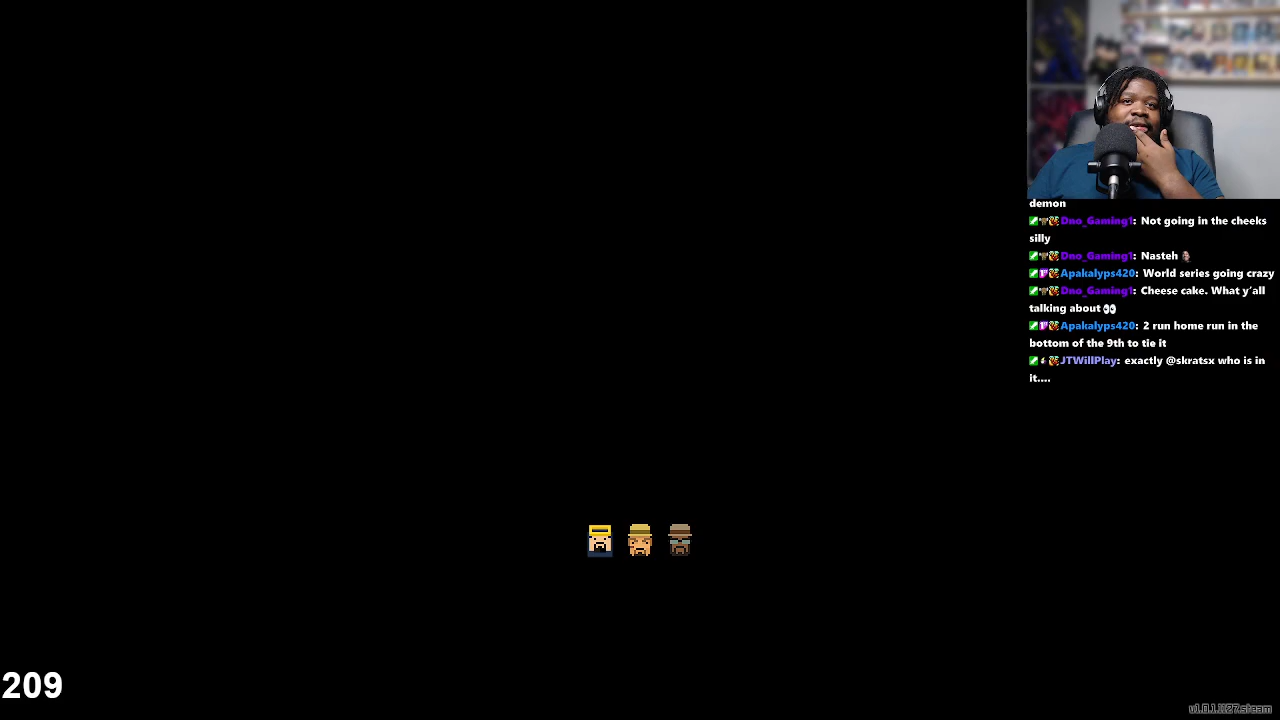 demon
Dno_Gaming1: Not going in the cheeks
silly
Dno_Gaming1: Nasteh
Apakalyps420: World series going crazy
Dno_Gaming1: Cheese cake. What y'all
talking about 👀
Apakalyps420: 2 run home run in the
bottom of the 9th to tie it
JTWillPlay: exactly @skratsx who is in
it....
209